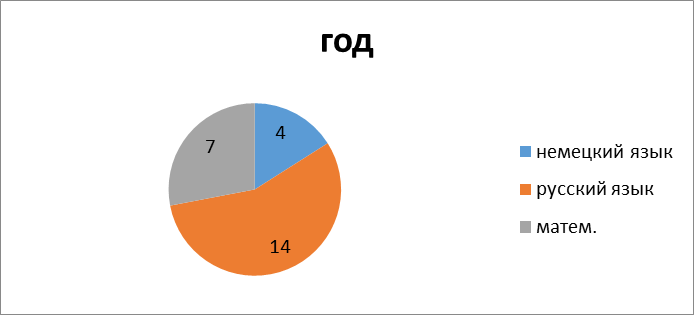 год
4
7
14
немецкий язык
русский язык
матем.